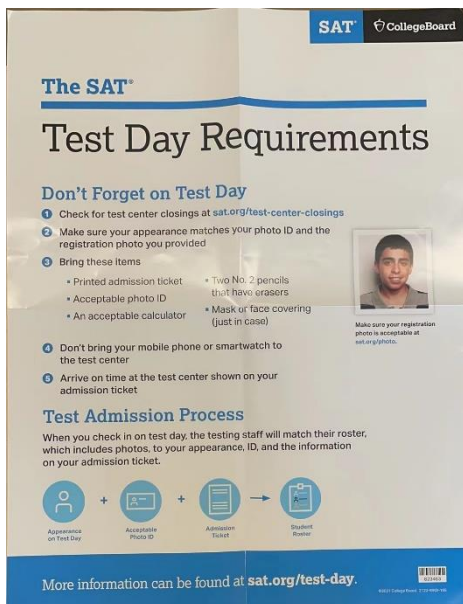 SAT® CollegeBoard
The SAT®
Test Day Requirements
Don't Forget on Test Day
1 Check for test center closings at sat.org/test-center-closings
2 Make sure your appearance matches your photo ID and the
registration photo you provided
3 Bring these items
▪ Printed admission ticket
▪ Acceptable photo ID
▪ An acceptable calculator
▪ Two No. 2 pencils
that have erasers
▪ Mask or face covering
(just in case)
Make sure your registration
photo is acceptable at
sat.org/photo.
4 Don't bring your mobile phone or smartwatch to
the test center
5 Arrive on time at the test center shown on your
admission ticket
Test Admission Process
When you check in on test day, the testing staff will match their roster,
which includes photos, to your appearance, ID, and the information
on your admission ticket.
+ +
Appearance
on Test Day
Acceptable
Photo ID
Admission
Ticket
Student
Roster
More information can be found at sat.org/test-day.
College Board